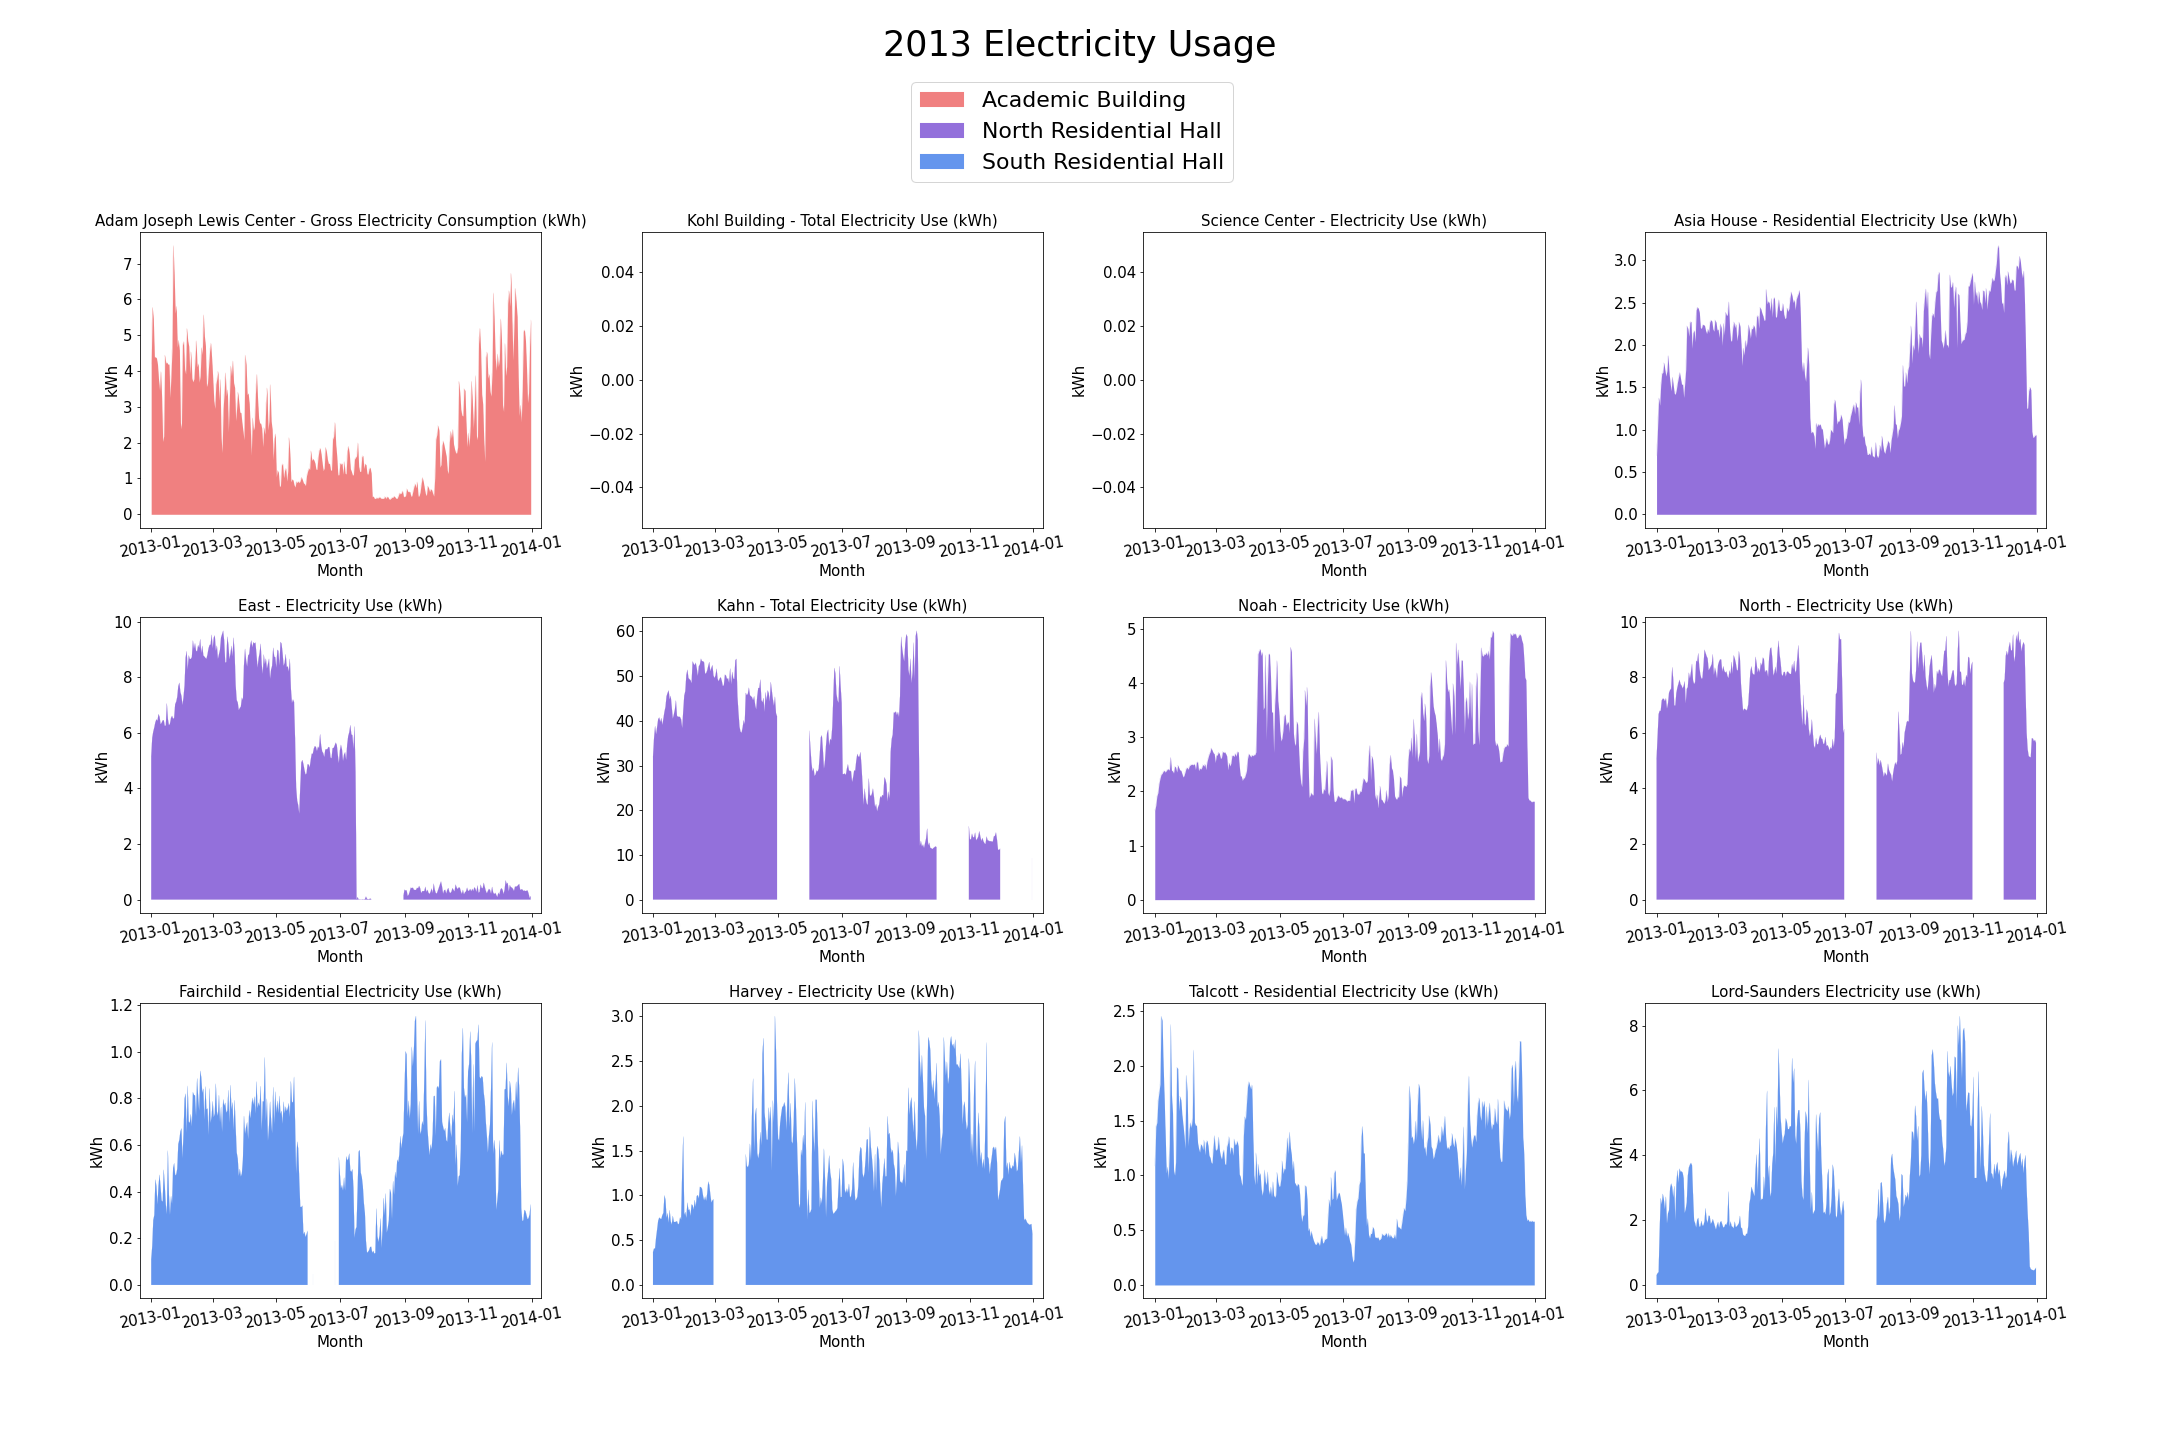 2013 Electricity Usage
Academic Building
North Residential Hall
South Residential Hall
Adam Joseph Lewis Center - Gross Electricity Consumption (kWh)
7
6
5
4
3
2
1
0
kWh
2013-01 2013-03 2013-05 2013-07 2013-09 2013-11 2014-01
Month
Kohl Building - Total Electricity Use (kWh)
0.04
0.02
0.00
−0.02
−0.04
kWh
2013-01 2013-03 2013-05 2013-07 2013-09 2013-11 2014-01
Month
Science Center - Electricity Use (kWh)
0.04
0.02
0.00
−0.02
−0.04
kWh
2013-01 2013-03 2013-05 2013-07 2013-09 2013-11 2014-01
Month
Asia House - Residential Electricity Use (kWh)
3.0
2.5
2.0
1.5
1.0
0.5
0.0
kWh
2013-01 2013-03 2013-05 2013-07 2013-09 2013-11 2014-01
Month
East - Electricity Use (kWh)
10
8
6
4
2
0
kWh
2013-01 2013-03 2013-05 2013-07 2013-09 2013-11 2014-01
Month
Kahn - Total Electricity Use (kWh)
60
50
40
30
20
10
0
kWh
2013-01 2013-03 2013-05 2013-07 2013-09 2013-11 2014-01
Month
Noah - Electricity Use (kWh)
5
4
3
2
1
0
kWh
2013-01 2013-03 2013-05 2013-07 2013-09 2013-11 2014-01
Month
North - Electricity Use (kWh)
10
8
6
4
2
0
kWh
2013-01 2013-03 2013-05 2013-07 2013-09 2013-11 2014-01
Month
Fairchild - Residential Electricity Use (kWh)
1.2
1.0
0.8
0.6
0.4
0.2
0.0
kWh
2013-01 2013-03 2013-05 2013-07 2013-09 2013-11 2014-01
Month
Harvey - Electricity Use (kWh)
3.0
2.5
2.0
1.5
1.0
0.5
0.0
kWh
2013-01 2013-03 2013-05 2013-07 2013-09 2013-11 2014-01
Month
Talcott - Residential Electricity Use (kWh)
2.5
2.0
1.5
1.0
0.5
0.0
kWh
2013-01 2013-03 2013-05 2013-07 2013-09 2013-11 2014-01
Month
Lord-Saunders Electricity use (kWh)
8
6
4
2
0
kWh
2013-01 2013-03 2013-05 2013-07 2013-09 2013-11 2014-01
Month